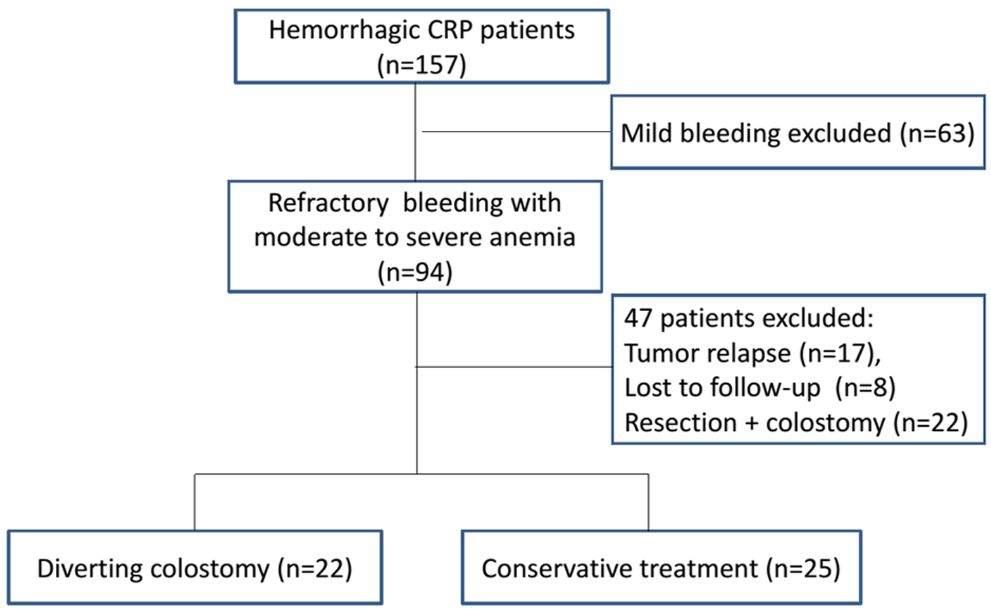 Hemorrhagic CRP patients
(n=157)
Mild bleeding excluded (n=63)
Refractory bleeding with
moderate to severe anemia
(n=94)
47 patients excluded:
Tumor relapse (n=17),
Lost to follow-up (n=8)
Resection + colostomy (n=22)
Diverting colostomy (n=22)
Conservative treatment (n=25)